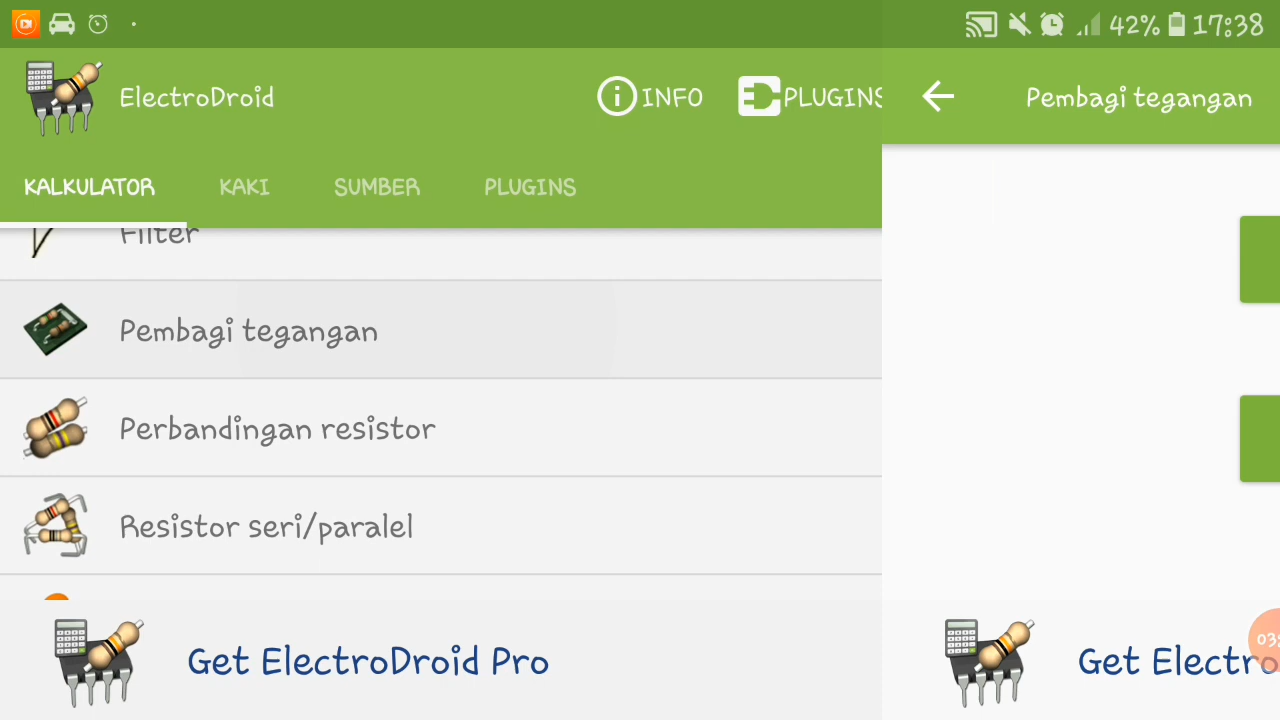 42% 17:38
ElectroDroid INFO PLUGINS
Pembagi tegangan
KALKULATOR KAKI SUMBER PLUGINS
Filter
Pembagi tegangan
Perbandingan resistor
Resistor seri/paralel
Get ElectroDroid Pro
Get Electro
03: